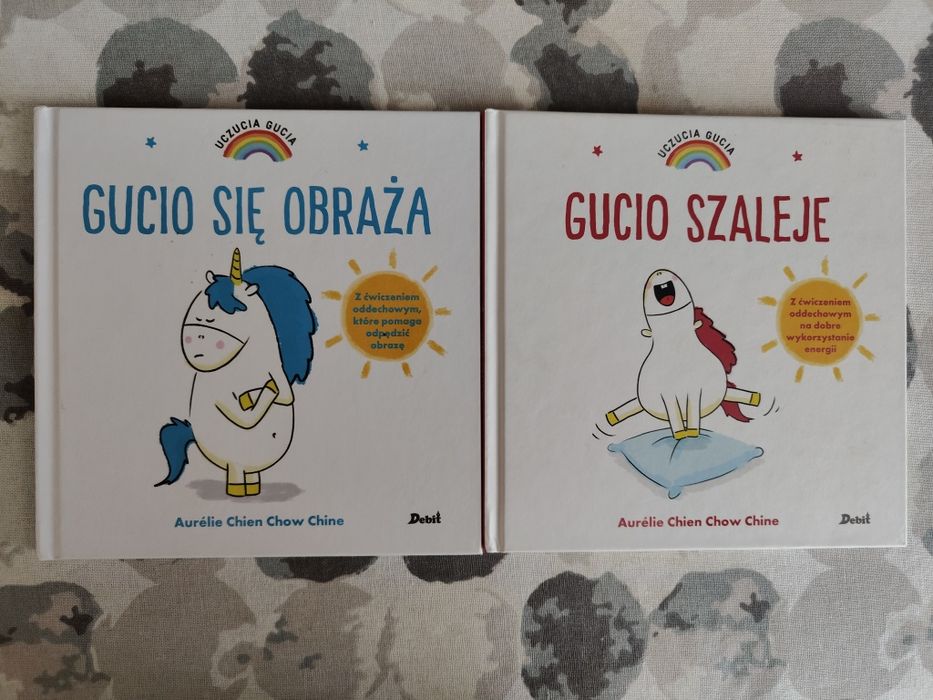 UCZUCIA GUCIA
GUCIO SIĘ OBRAŻA
Z ćwiczeniem
oddechowym,
które pomaga
odpędzić
obrazę
Aurélie Chien Chow Chine
Debit
UCZUCIA GUCIA
GUCIO SZALEJE
Z ćwiczeniem
oddechowym
na dobre
wykorzystanie
energii
Aurélie Chien Chow Chine
Debit